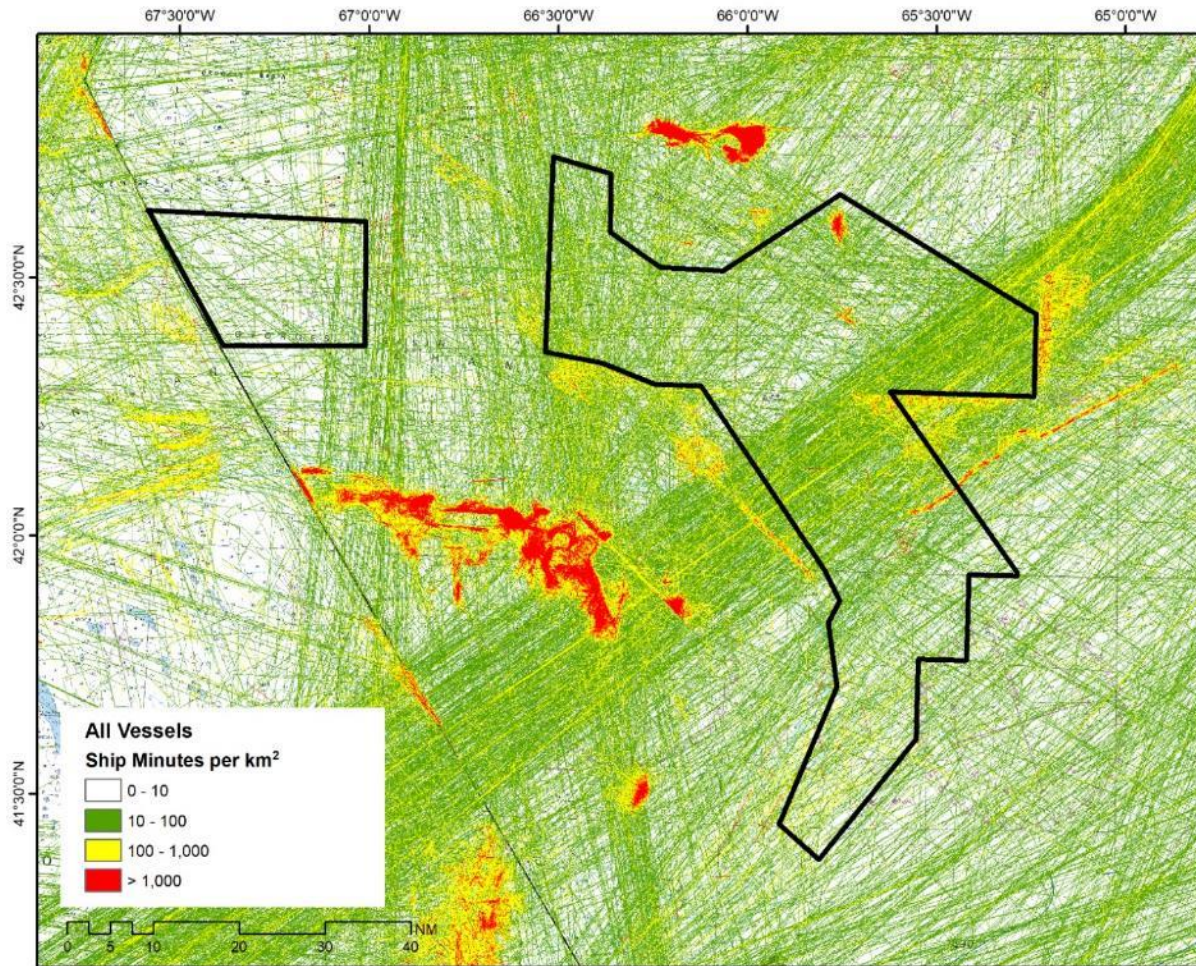 67°30'0"W 67°0'0"W 66°30'0"W 66°0'0"W 65°30'0"W 65°0'0"W
42°30'0"N
42°0'0"N
41°30'0"N
All Vessels
Ship Minutes per km²
0 - 10
10 - 100
100 - 1,000
> 1,000
0 5 10 20 30 40 NM